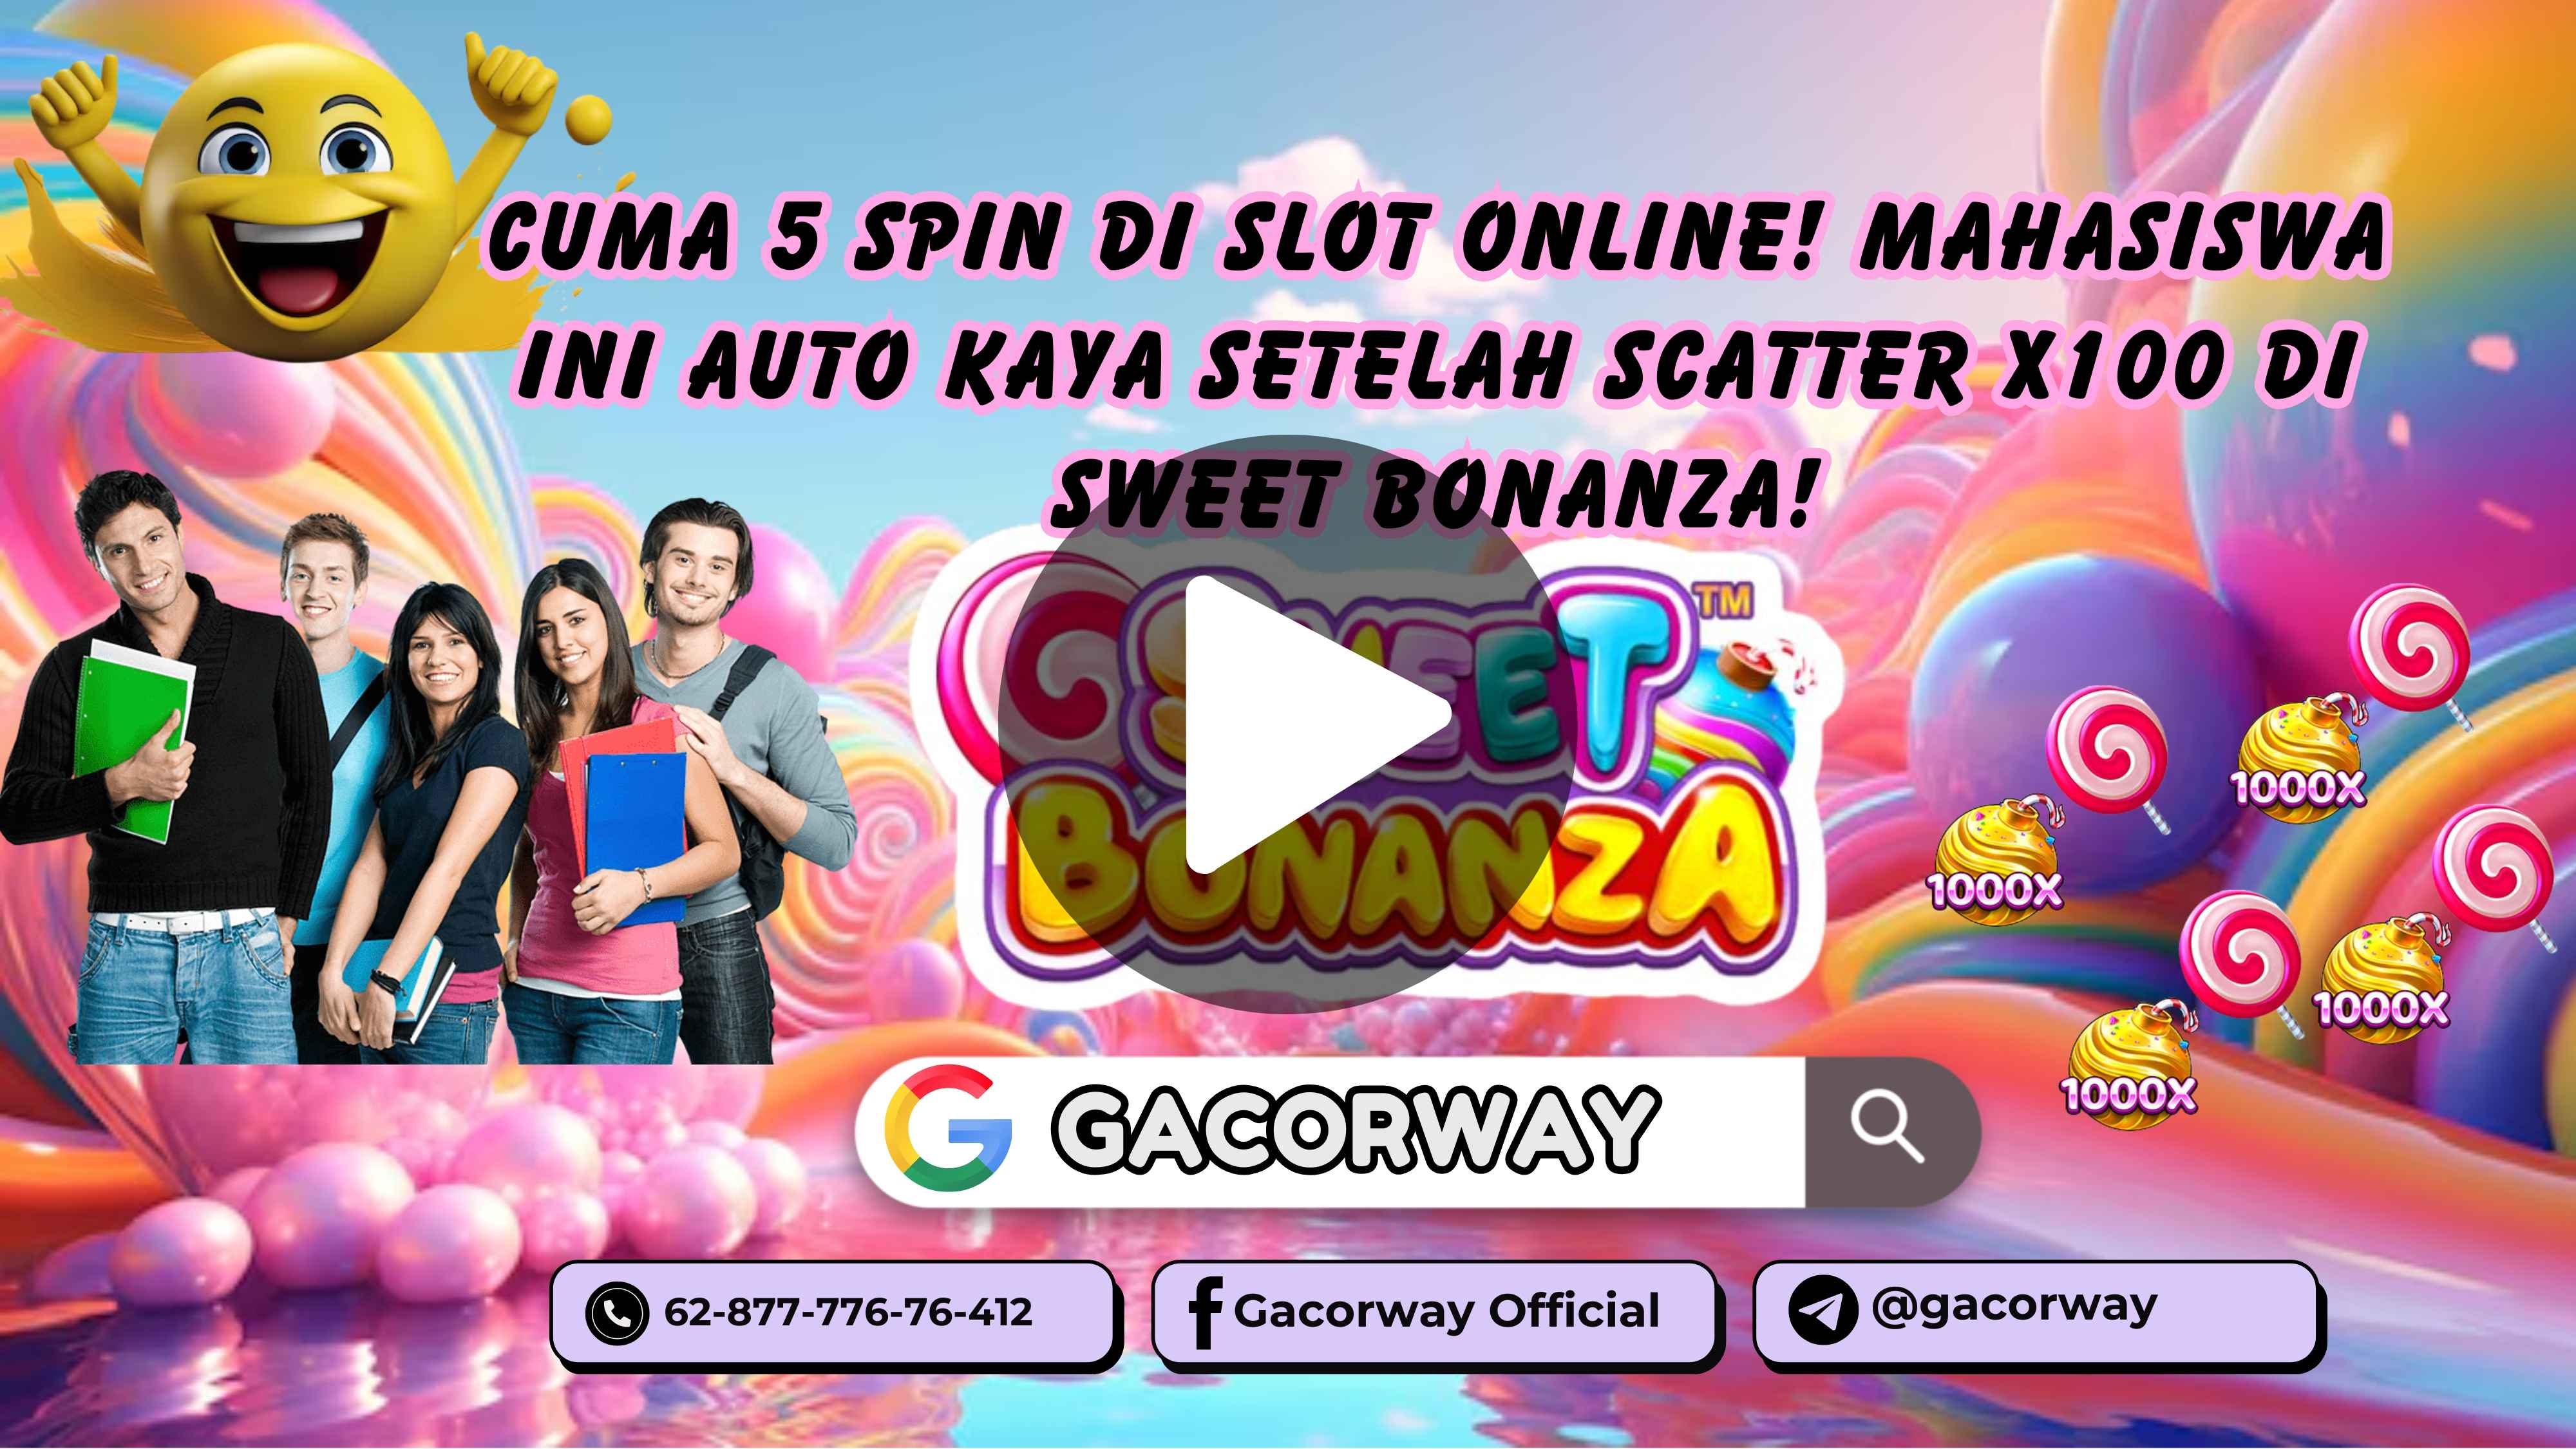 CUMA 5 SPIN DI SLOT ONLINE! MAHASISWA
INI AUTO KAYA SETELAH SCATTER X100 DI
SWEET BONANZA!
SWEET TM
BONANZA
1000X
1000X
1000X
1000X
G GACORWAY
62-877-776-76-412
f Gacorway Official
@gacorway